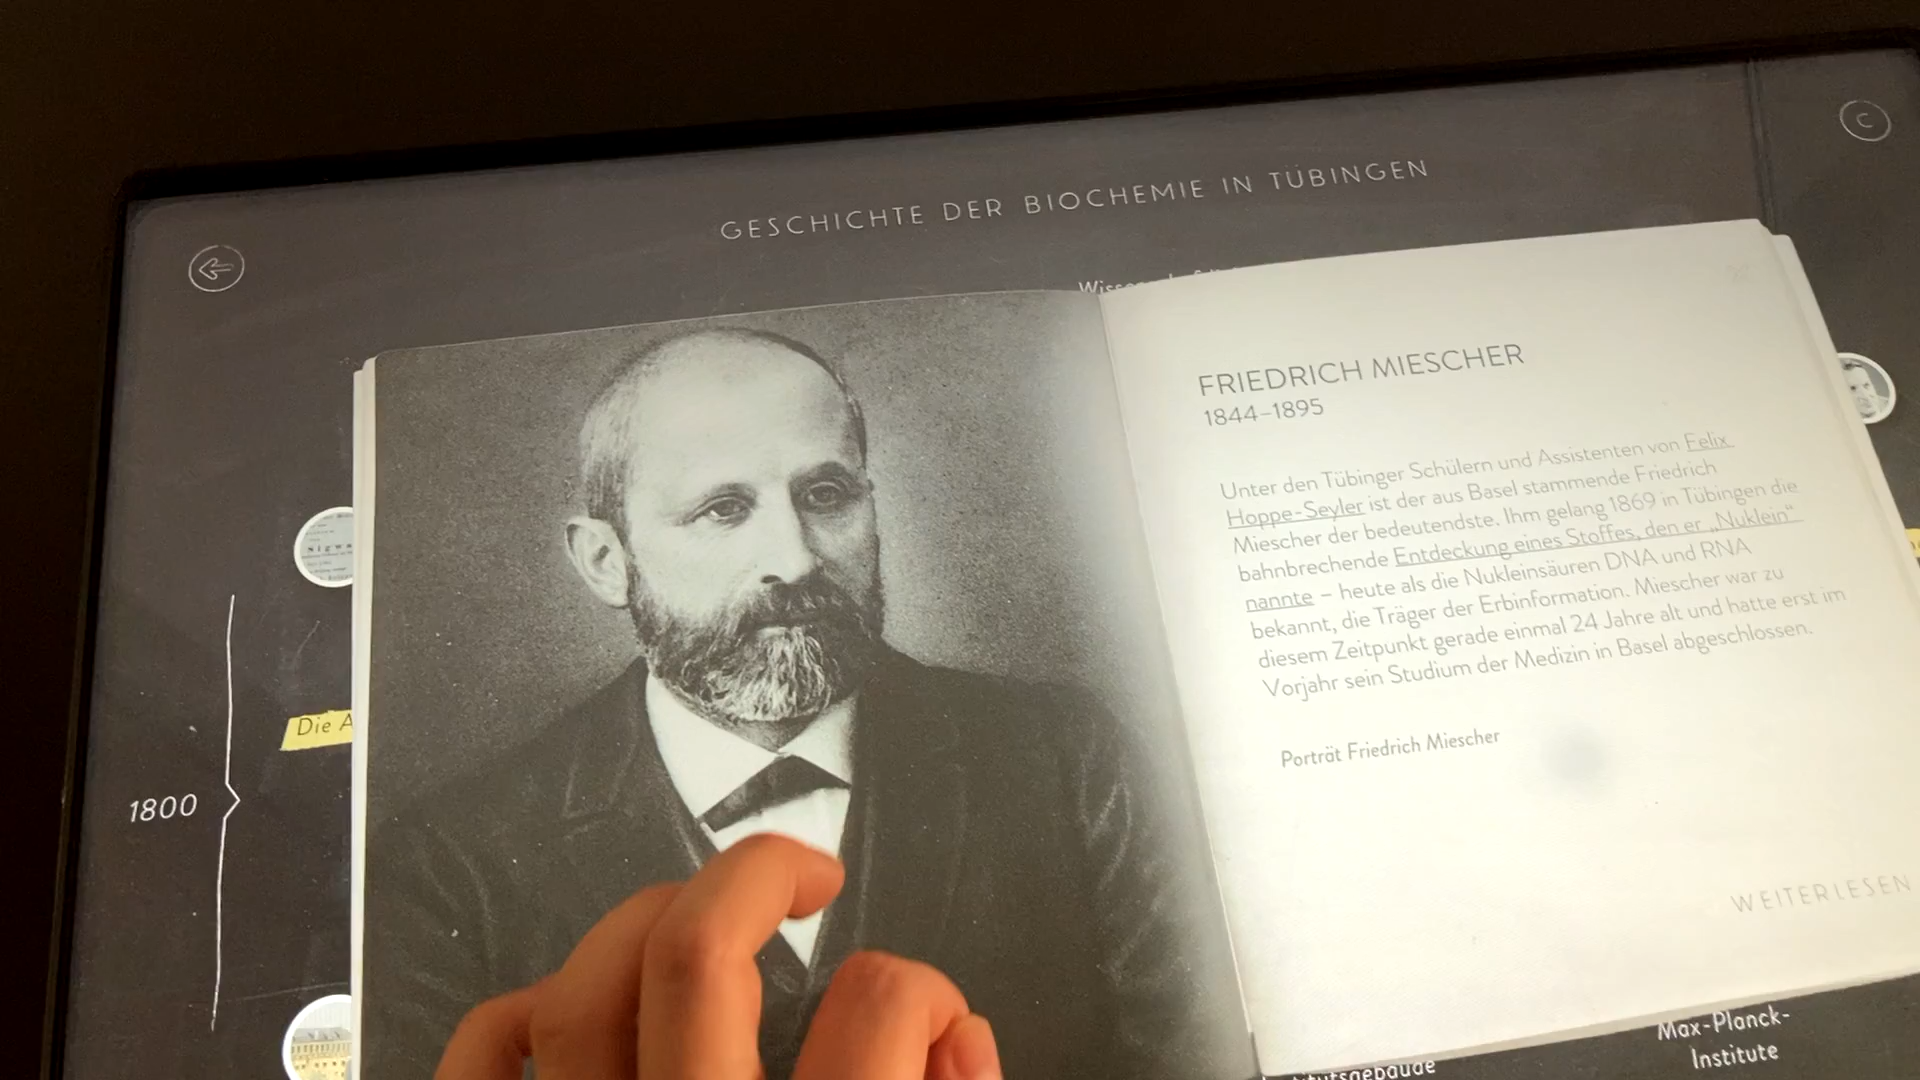 GESCHICHTE DER BIOCHEMIE IN TÜBINGEN
C
FRIEDRICH MIESCHER
1844–1895
Unter den Tübinger Schülern und Assistenten von Felix
Hoppe-Seyler ist der aus Basel stammende Friedrich
Miescher der bedeutendste. Ihm gelang 1869 in Tübingen die
bahnbrechende Entdeckung eines Stoffes, den er „Nuklein“
nannte – heute als die Nukleinsäuren DNA und RNA
bekannt, die Träger der Erbinformation. Miescher war zu
diesem Zeitpunkt gerade einmal 24 Jahre alt und hatte erst im
Vorjahr sein Studium der Medizin in Basel abgeschlossen.
Porträt Friedrich Miescher
WEITERLESEN
Die A
1800
Max-Planck-
Institute